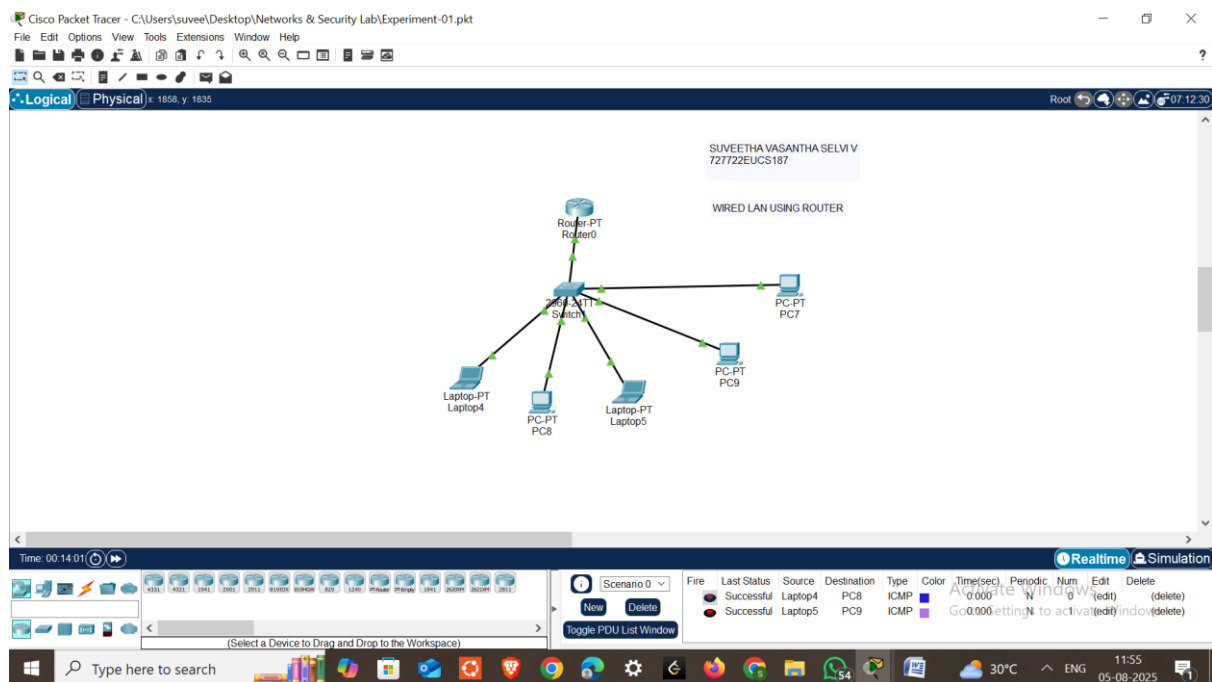 Cisco Packet Tracer - C:\Users\suvee\Desktop\Networks & Security Lab\Experiment-01.pkt
File Edit Options View Tools Extensions Window Help
?
Logical Physical x: 1858, y: 1835 Root 07:12:30
SUVEETHA VASANTHA SELVI V
727722EUCS187
WIRED LAN USING ROUTER
Router-PT
Router0
2960-24TT
Switch1
PC-PT
PC7
PC-PT
PC9
Laptop-PT
Laptop4
PC-PT
PC8
Laptop-PT
Laptop5
Time: 00:14:01 Realtime Simulation
4331 4321 1941 2901 2911 819IOX 819HGW 829 1240 PT-Router PT-Empty 1841 2620XM 2621XM 2811
(Select a Device to Drag and Drop to the Workspace)
Scenario 0
New Delete
Toggle PDU List Window
Fire Last Status Source Destination Type Color Time(sec) Periodic Num Edit Delete
Successful Laptop4 PC8 ICMP 0.000 N 0 (edit) (delete)
Successful Laptop5 PC9 ICMP 0.000 N 1 (edit) (delete)
Activate Windows
Go to Settings to activate Windows.
Type here to search
54
30°C ENG 11:55
05-08-2025
1